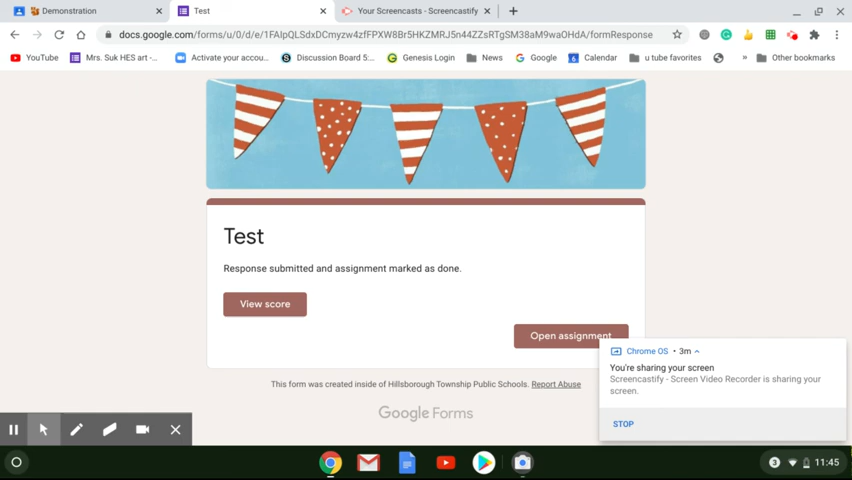 Demonstration
Test
Your Screencasts - Screencastify
docs.google.com/forms/u/0/d/e/1FAIpQLSdxDCmyzw4zfFPXW8Br5HKZMRJ5n44ZZsRTgSM38aM9waOHdA/formResponse
YouTube
Mrs. Suk HES art -...
Activate your accou...
Discussion Board 5:...
Genesis Login
News
Google
6
Calendar
u tube favorites
»
Other bookmarks
Test
Response submitted and assignment marked as done.
View score
Open assignment
Chrome OS • 3m
You're sharing your screen
Screencastify - Screen Video Recorder is sharing your
screen.
STOP
This form was created inside of Hillsborough Township Public Schools. Report Abuse
Google Forms
3
11:45